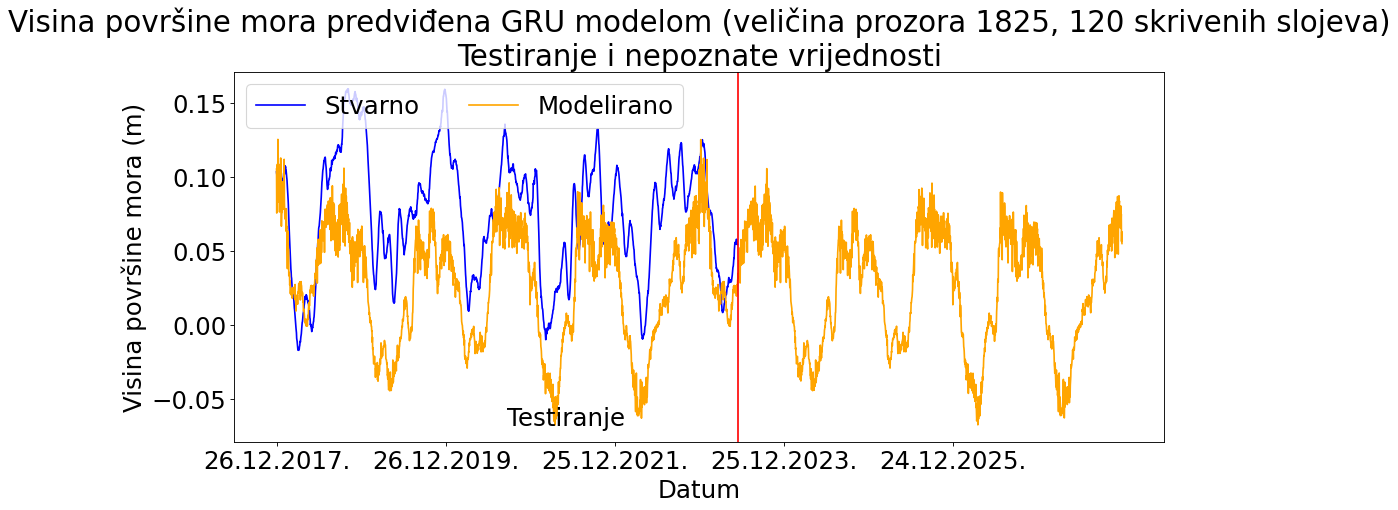 Visina površine mora predviđena GRU modelom (veličina prozora 1825, 120 skrivenih slojeva)
Testiranje i nepoznate vrijednosti
Stvarno
Modelirano
Visina površine mora (m)
0.15
0.10
0.05
0.00
−0.05
Testiranje
26.12.2017.
26.12.2019.
25.12.2021.
25.12.2023.
24.12.2025.
Datum